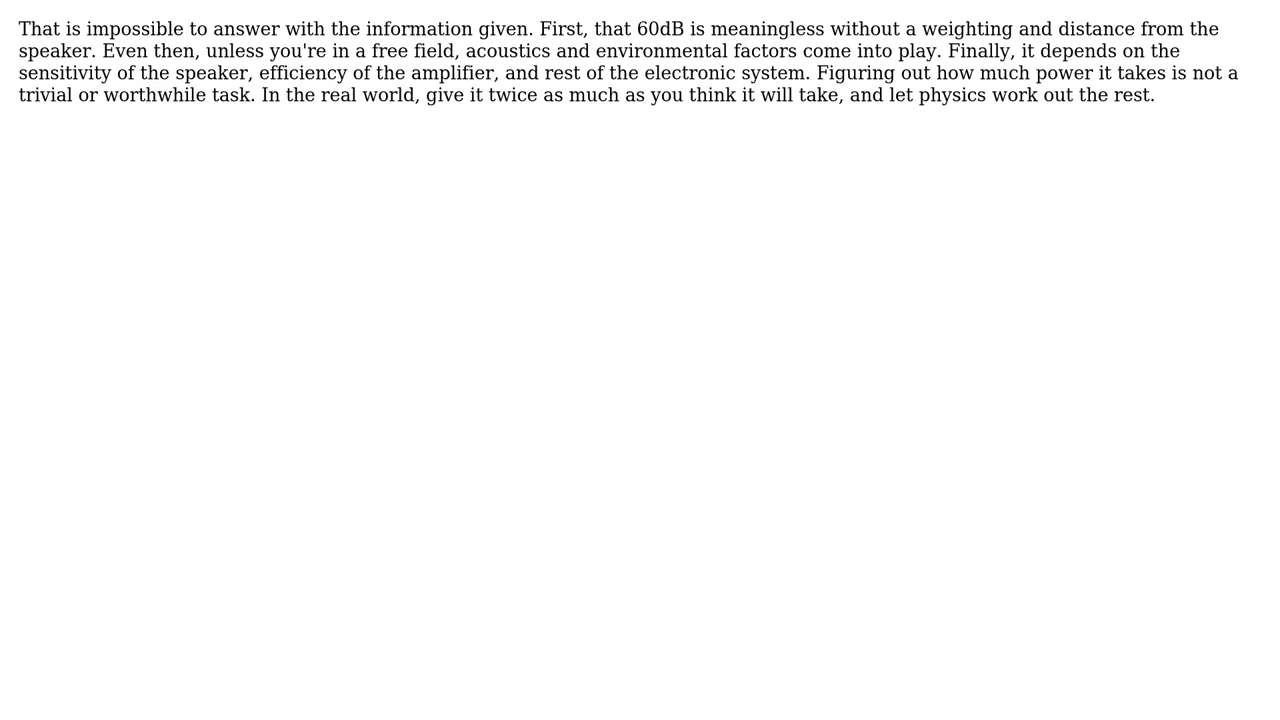 That is impossible to answer with the information given. First, that 60dB is meaningless without a weighting and distance from the
speaker. Even then, unless you're in a free field, acoustics and environmental factors come into play. Finally, it depends on the
sensitivity of the speaker, efficiency of the amplifier, and rest of the electronic system. Figuring out how much power it takes is not a
trivial or worthwhile task. In the real world, give it twice as much as you think it will take, and let physics work out the rest.